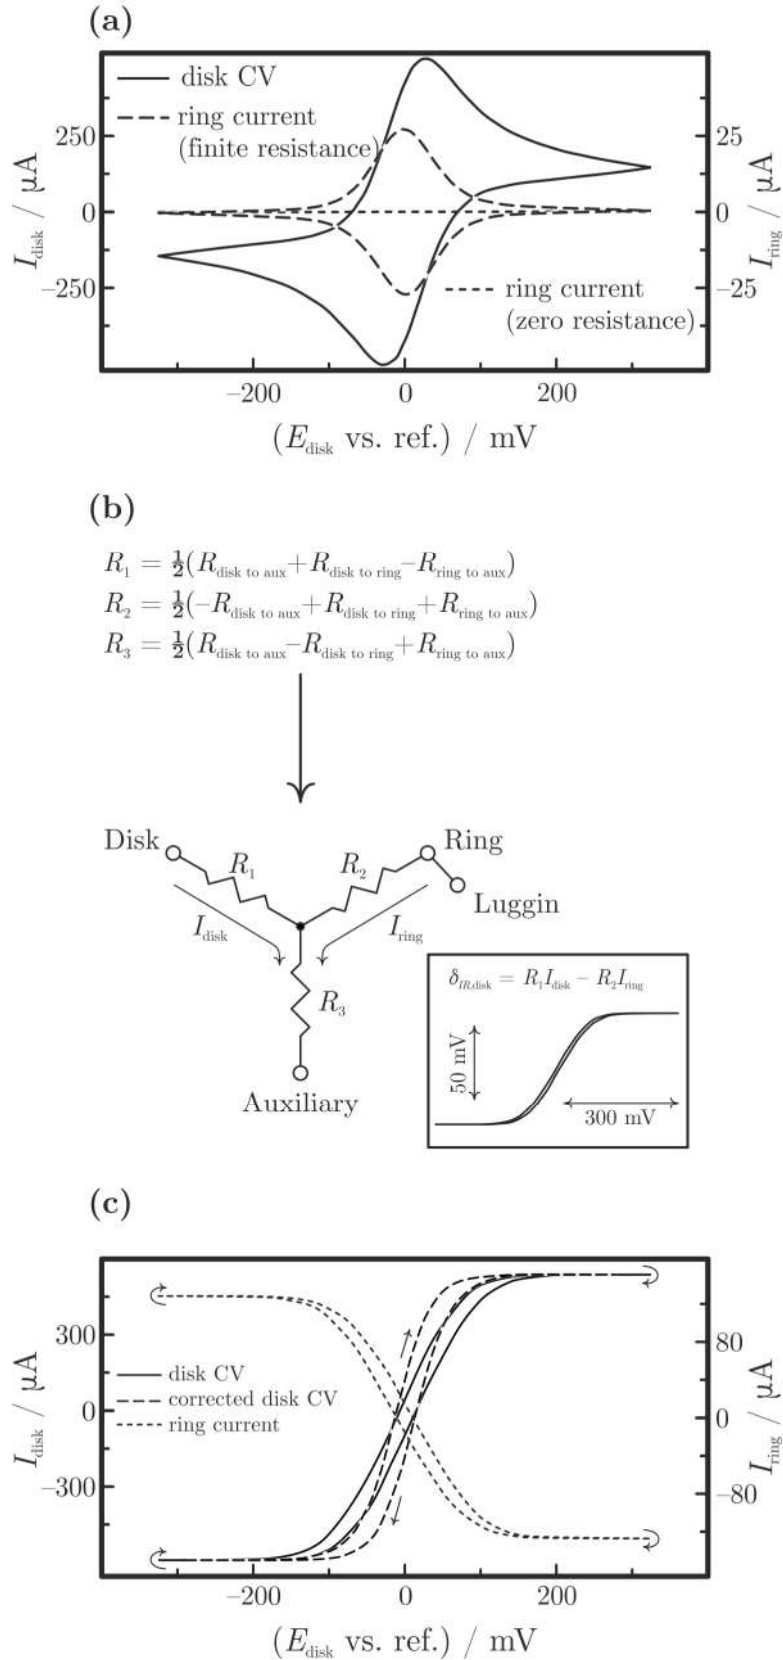 (a)
disk CV
ring current
(finite resistance)
250
0
−250
25
0
−25
I_disk / µA
I_ring / µA
ring current
(zero resistance)
−200
0
200
(E_disk vs. ref.) / mV
(b)
R_1 = ½(R_disk to aux+R_disk to ring−R_ring to aux)
R_2 = ½(−R_disk to aux+R_disk to ring+R_ring to aux)
R_3 = ½(R_disk to aux−R_disk to ring+R_ring to aux)
Disk
R_1
R_2
Ring
Luggin
I_disk
I_ring
R_3
Auxiliary
δ_IR,disk = R_1I_disk − R_2I_ring
50 mV
300 mV
(c)
300
0
−300
80
0
−80
I_disk / µA
I_ring / µA
disk CV
corrected disk CV
ring current
−200
0
200
(E_disk vs. ref.) / mV